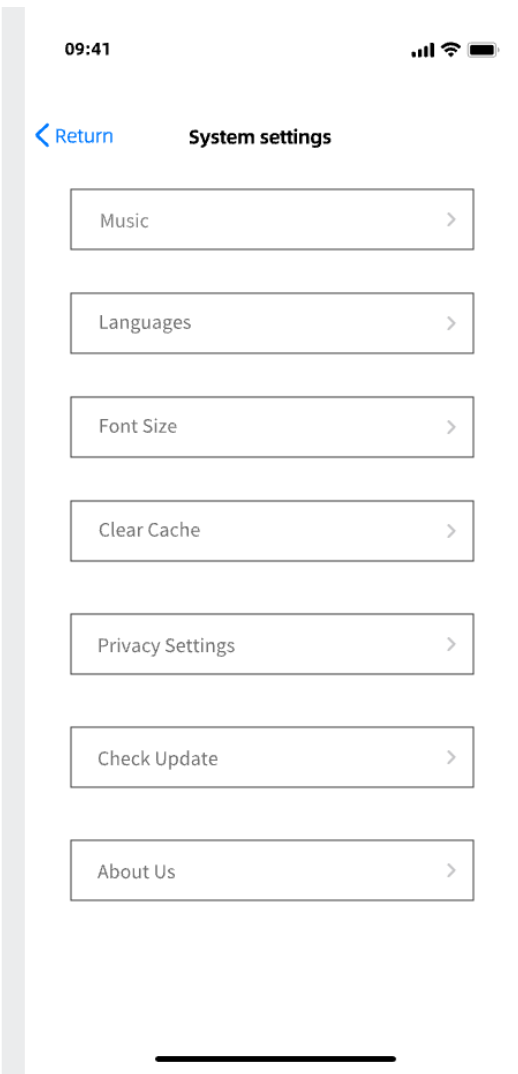 09:41
Return
System settings
Music
Languages
Font Size
Clear Cache
Privacy Settings
Check Update
About Us